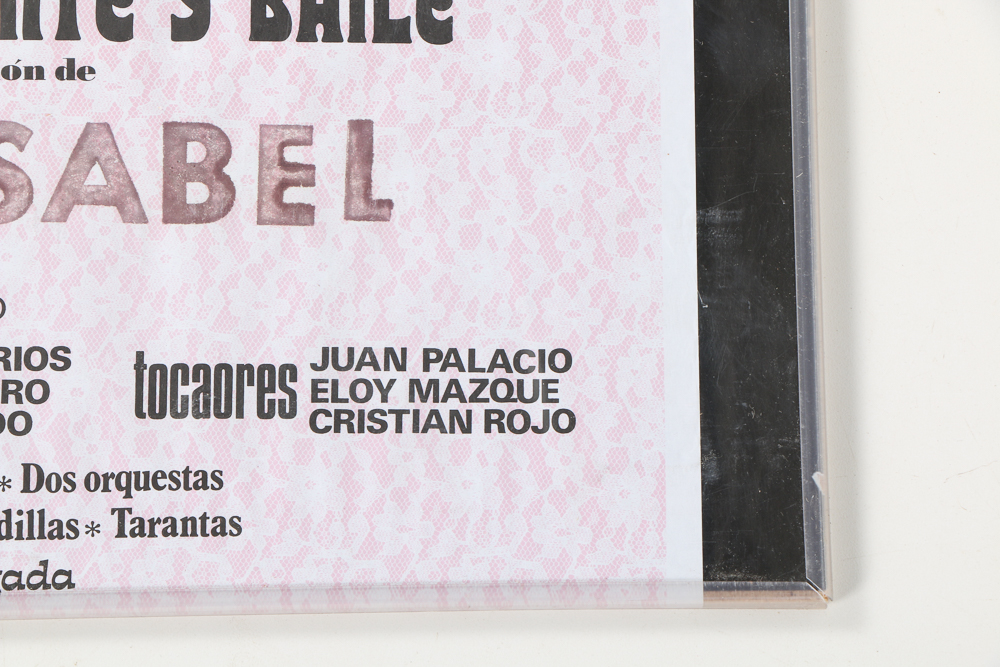 NTE'S BAILE
ón de
SABEL
O
RIOS
RO
DO
tocaores
JUAN PALACIO
ELOY MAZQUE
CRISTIAN ROJO
* Dos orquestas
dillas * Tarantas
ada